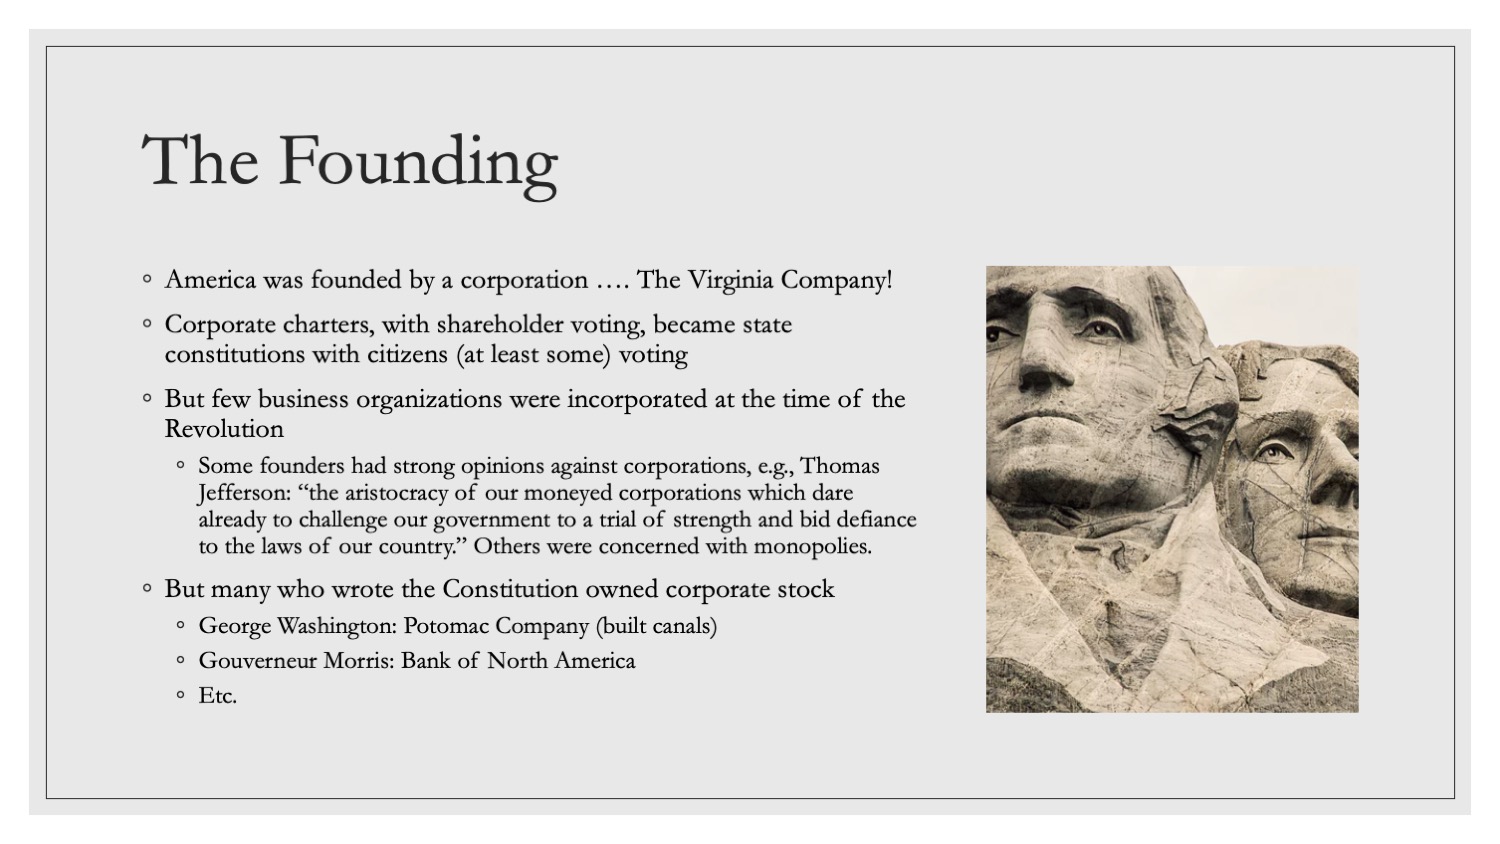 The Founding
◦ America was founded by a corporation …. The Virginia Company!
◦ Corporate charters, with shareholder voting, became state
constitutions with citizens (at least some) voting
◦ But few business organizations were incorporated at the time of the
Revolution
◦ Some founders had strong opinions against corporations, e.g., Thomas
Jefferson: “the aristocracy of our moneyed corporations which dare
already to challenge our government to a trial of strength and bid defiance
to the laws of our country.” Others were concerned with monopolies.
◦ But many who wrote the Constitution owned corporate stock
◦ George Washington: Potomac Company (built canals)
◦ Gouverneur Morris: Bank of North America
◦ Etc.